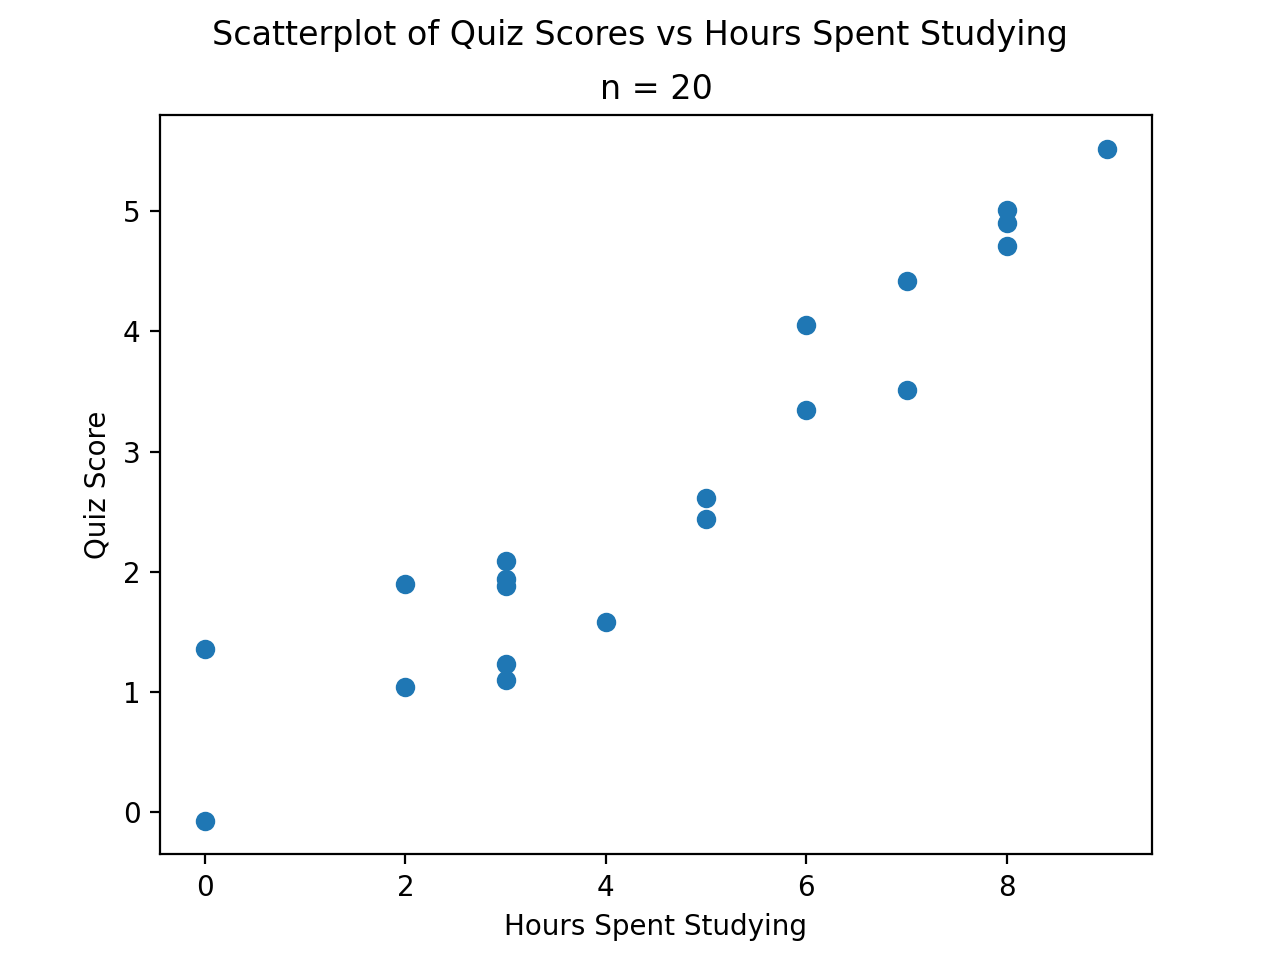 Scatterplot of Quiz Scores vs Hours Spent Studying
n = 20
5
4
3
2
1
0
Quiz Score
0 2 4 6 8
Hours Spent Studying